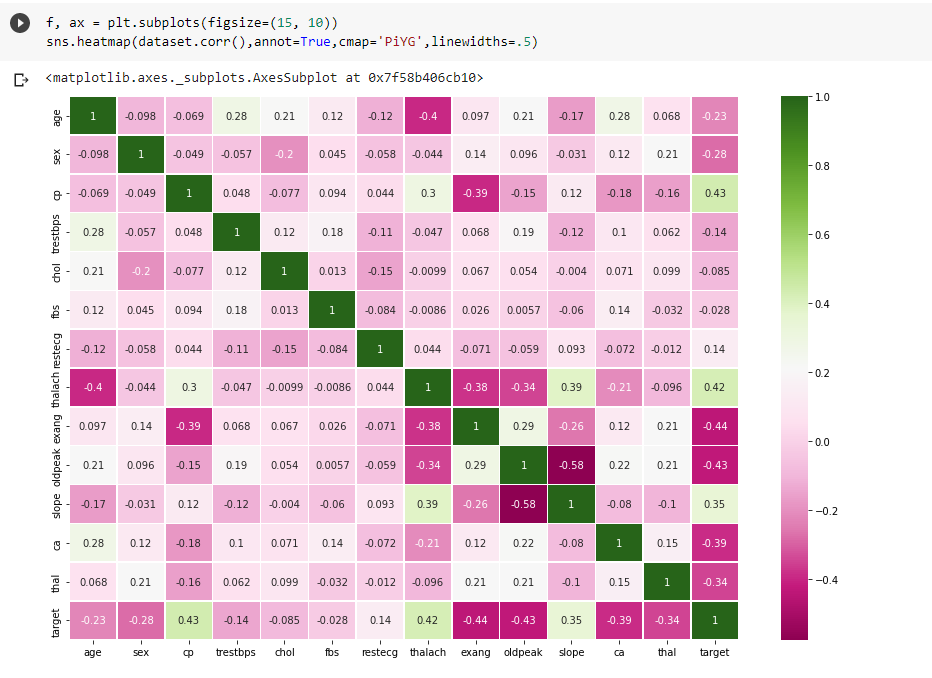 f, ax = plt.subplots(figsize=(15, 10))
sns.heatmap(dataset.corr(),annot=True,cmap='PiYG',linewidths=.5)
<matplotlib.axes._subplots.AxesSubplot at 0x7f58b406cb10>
age 1 -0.098 -0.069 0.28 0.21 0.12 -0.12 -0.4 0.097 0.21 -0.17 0.28 0.068 -0.23
sex -0.098 1 -0.049 -0.057 -0.2 0.045 -0.058 -0.044 0.14 0.096 -0.031 0.12 0.21 -0.28
cp -0.069 -0.049 1 0.048 -0.077 0.094 0.044 0.3 -0.39 -0.15 0.12 -0.18 -0.16 0.43
trestbps 0.28 -0.057 0.048 1 0.12 0.18 -0.11 -0.047 0.068 0.19 -0.12 0.1 0.062 -0.14
chol 0.21 -0.2 -0.077 0.12 1 0.013 -0.15 -0.0099 0.067 0.054 -0.004 0.071 0.099 -0.085
fbs 0.12 0.045 0.094 0.18 0.013 1 -0.084 -0.0086 0.026 0.0057 -0.06 0.14 -0.032 -0.028
restecg -0.12 -0.058 0.044 -0.11 -0.15 -0.084 1 0.044 -0.071 -0.059 0.093 -0.072 -0.012 0.14
thalach -0.4 -0.044 0.3 -0.047 -0.0099 -0.0086 0.044 1 -0.38 -0.34 0.39 -0.21 -0.096 0.42
exang 0.097 0.14 -0.39 0.068 0.067 0.026 -0.071 -0.38 1 0.29 -0.26 0.12 0.21 -0.44
oldpeak 0.21 0.096 -0.15 0.19 0.054 0.0057 -0.059 -0.34 0.29 1 -0.58 0.22 0.21 -0.43
slope -0.17 -0.031 0.12 -0.12 -0.004 -0.06 0.093 0.39 -0.26 -0.58 1 -0.08 -0.1 0.35
ca 0.28 0.12 -0.18 0.1 0.071 0.14 -0.072 -0.21 0.12 0.22 -0.08 1 0.15 -0.39
thal 0.068 0.21 -0.16 0.062 0.099 -0.032 -0.012 -0.096 0.21 0.21 -0.1 0.15 1 -0.34
target -0.23 -0.28 0.43 -0.14 -0.085 -0.028 0.14 0.42 -0.44 -0.43 0.35 -0.39 -0.34 1
age sex cp trestbps chol fbs restecg thalach exang oldpeak slope ca thal target
1.0
0.8
0.6
0.4
0.2
0.0
−0.2
−0.4